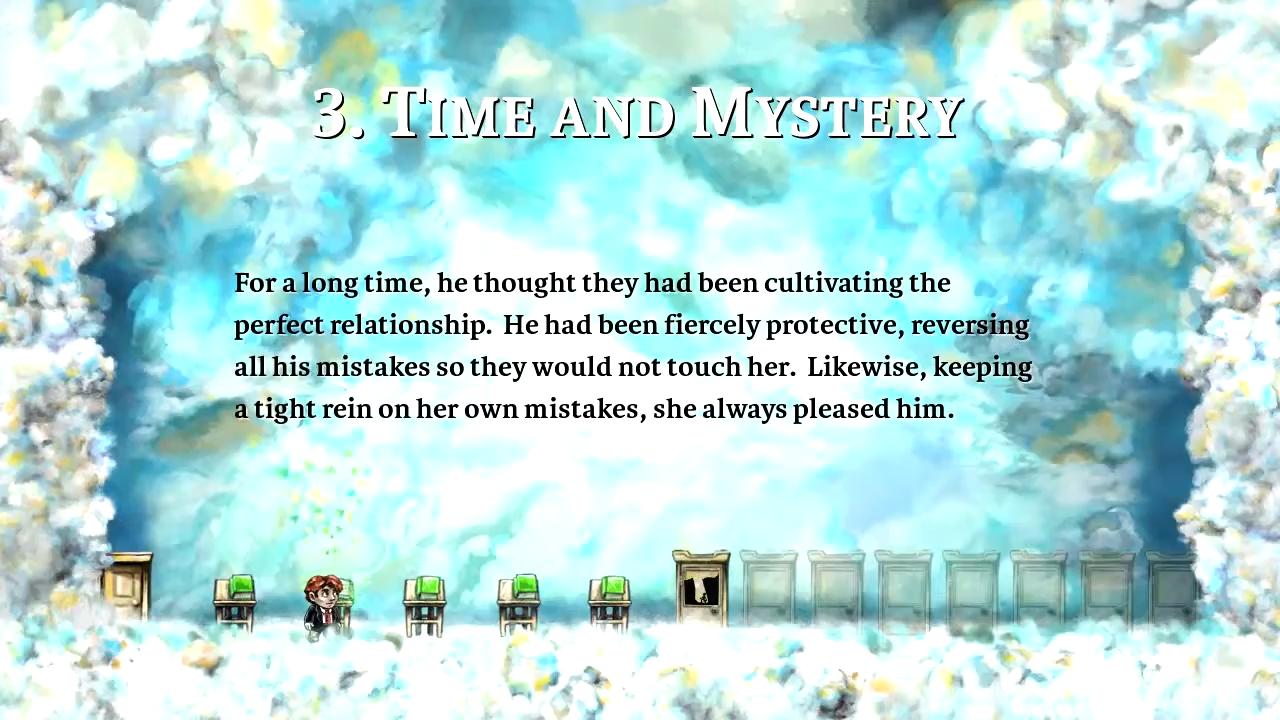 3. Time and Mystery
For a long time, he thought they had been cultivating the
perfect relationship.  He had been fiercely protective, reversing
all his mistakes so they would not touch her.  Likewise, keeping
a tight rein on her own mistakes, she always pleased him.